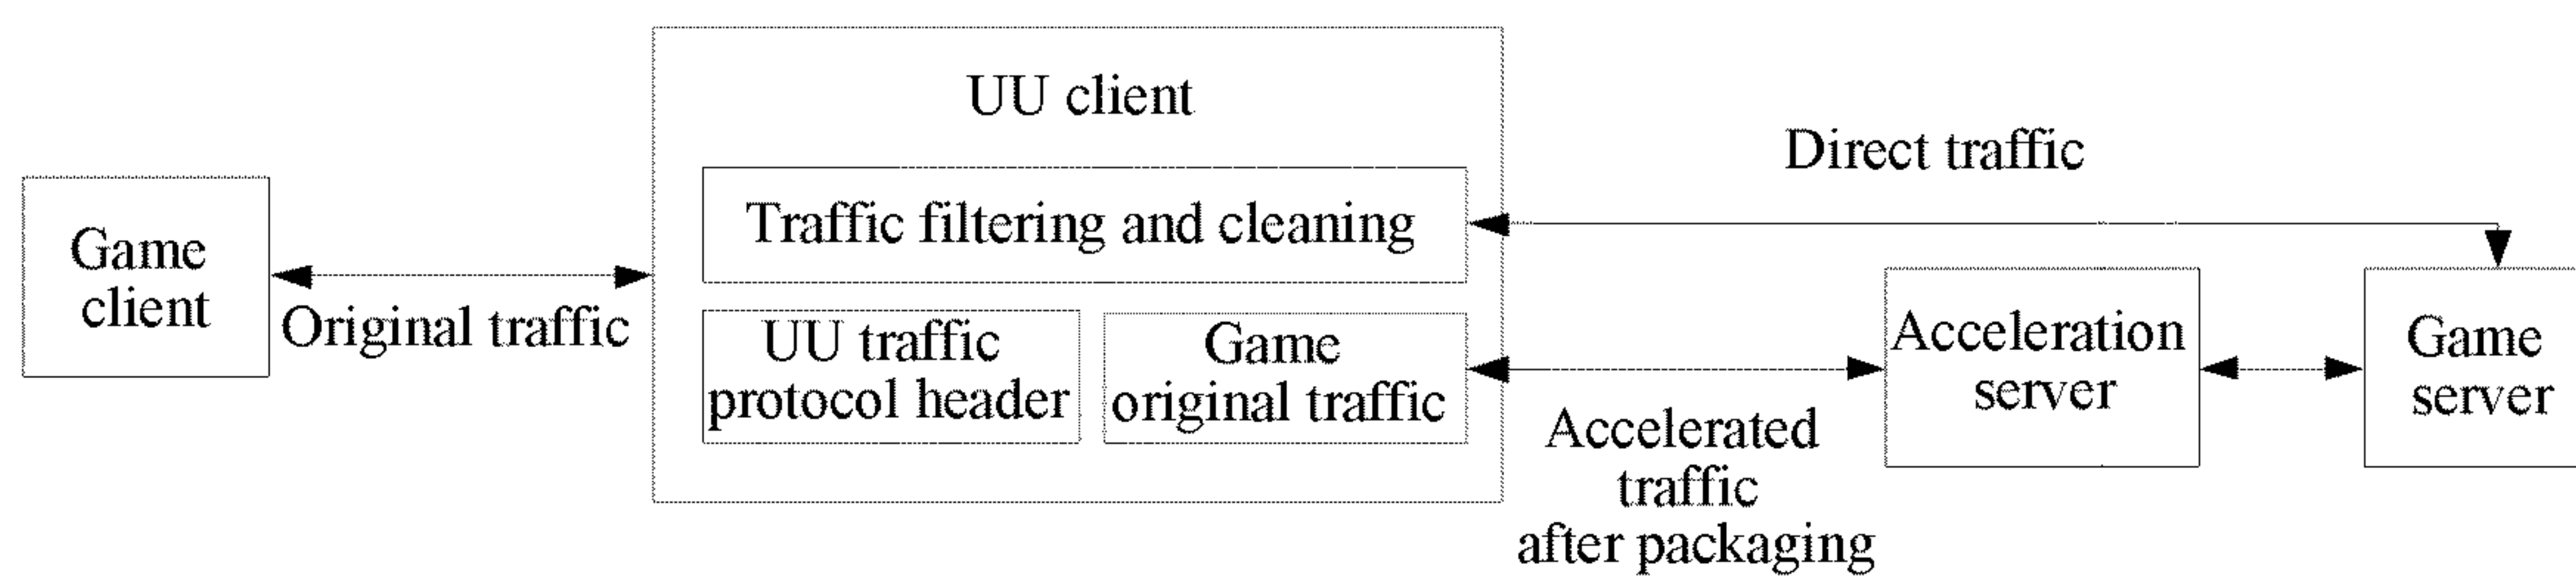 UU client
Direct traffic
Traffic filtering and cleaning
Game
client
Original traffic
UU traffic
protocol header
Game
original traffic
Acceleration
server
Game
server
Accelerated
traffic
after packaging